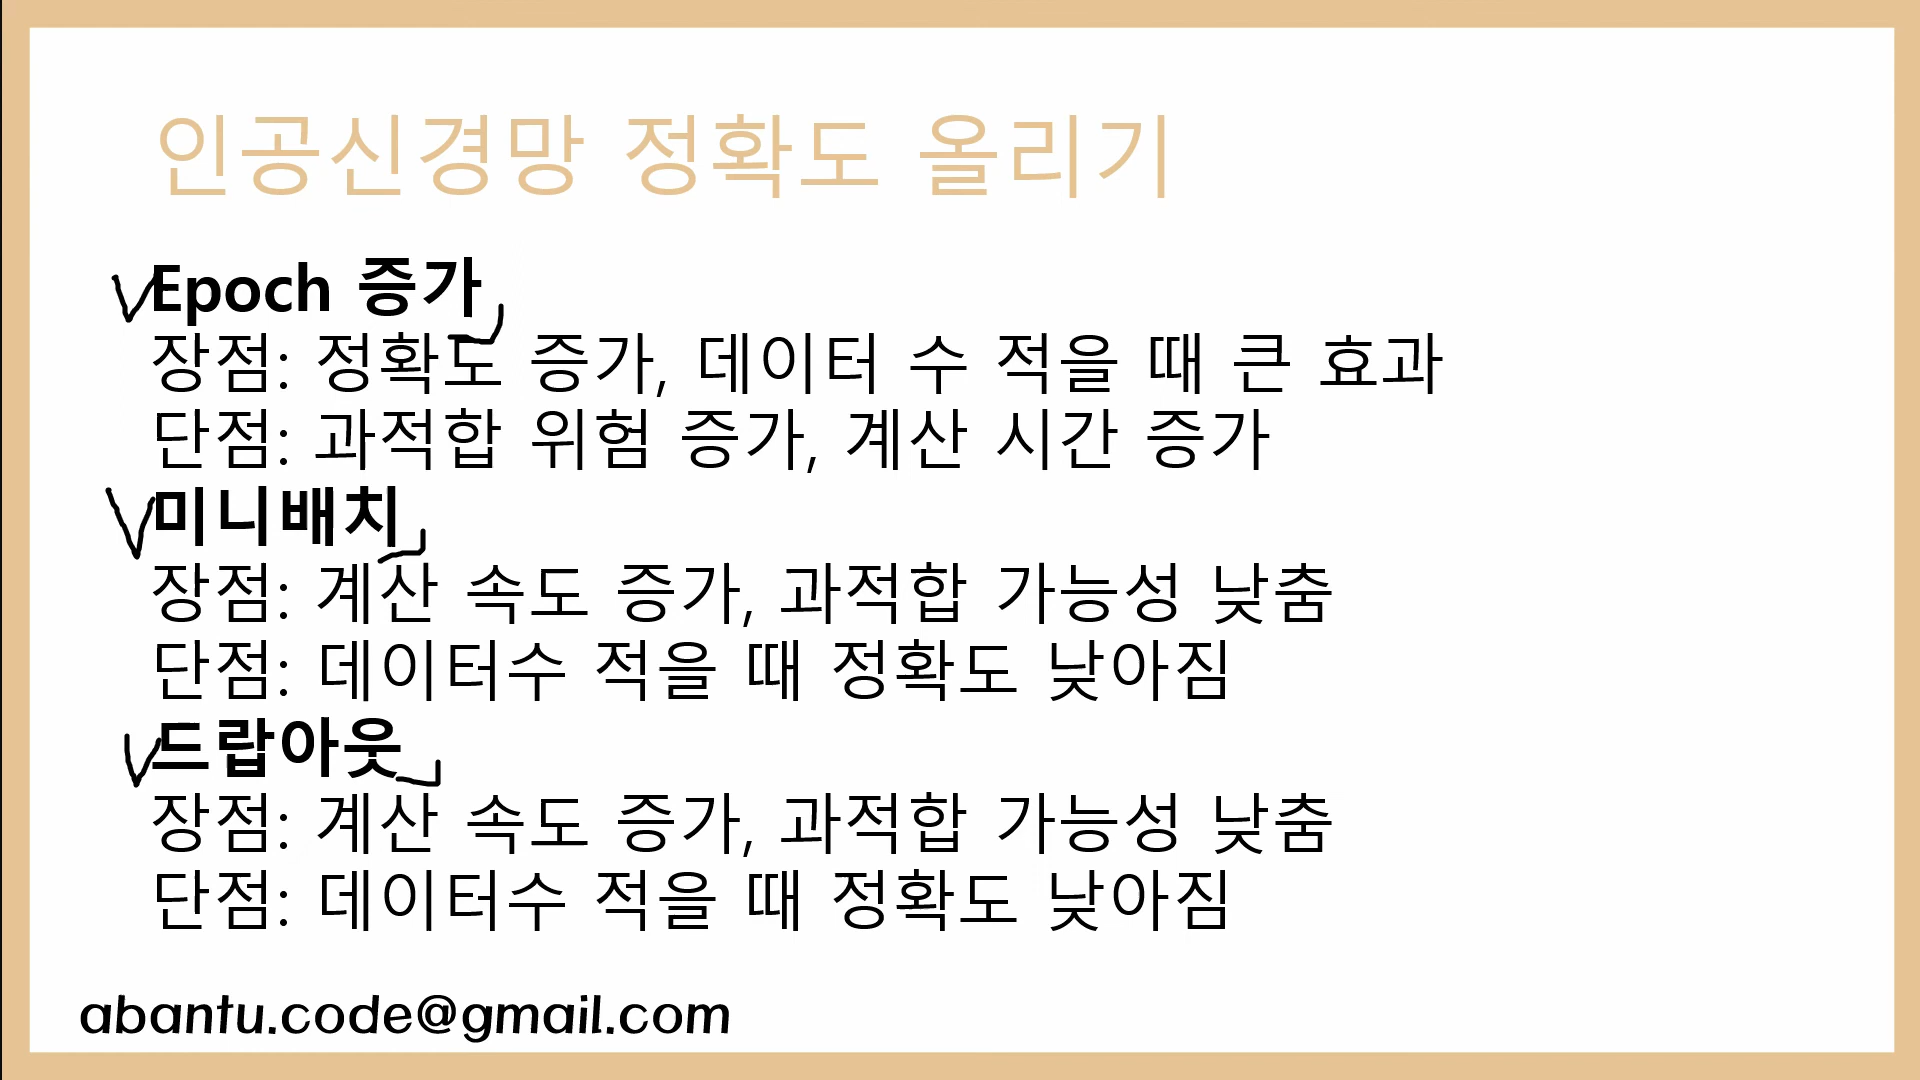 인공신경망 정확도 올리기
Epoch 증가
장점: 정확도 증가, 데이터 수 적을 때 큰 효과
단점: 과적합 위험 증가, 계산 시간 증가
미니배치
장점: 계산 속도 증가, 과적합 가능성 낮춤
단점: 데이터수 적을 때 정확도 낮아짐
드랍아웃
장점: 계산 속도 증가, 과적합 가능성 낮춤
단점: 데이터수 적을 때 정확도 낮아짐
abantu.code@gmail.com